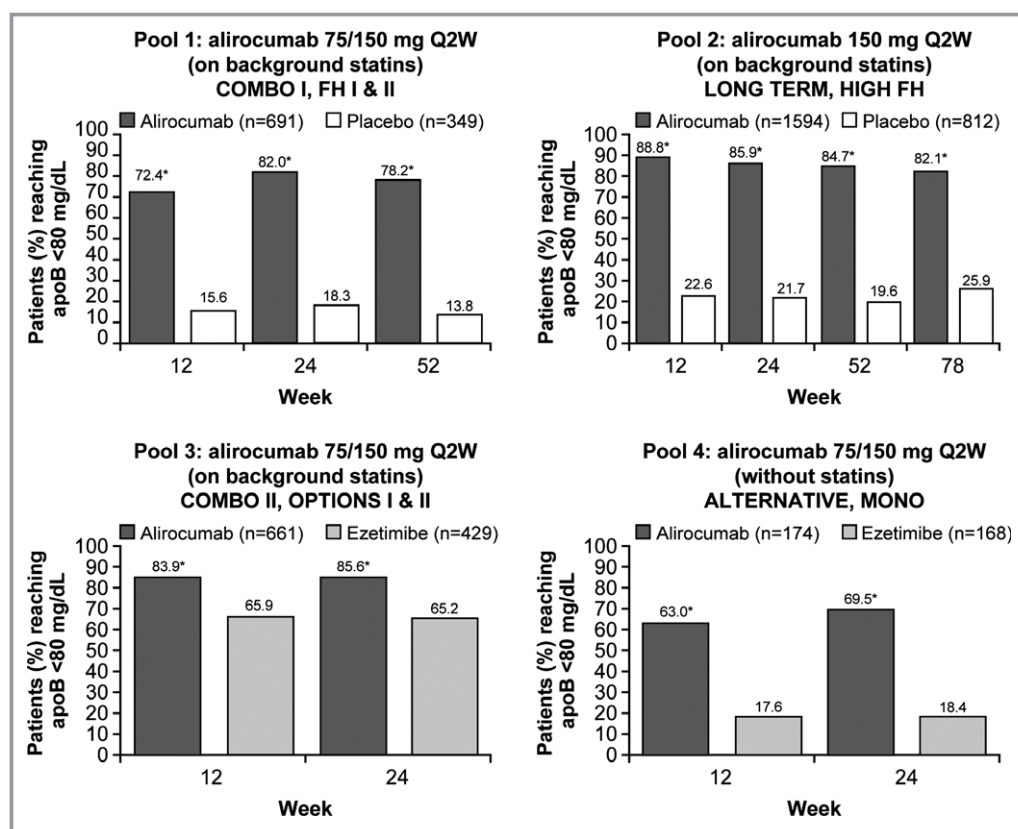 Pool 1: alirocumab 75/150 mg Q2W
(on background statins)
COMBO I, FH I & II
Alirocumab (n=691) Placebo (n=349)
Patients (%) reaching
apoB <80 mg/dL
100
90
80
70
60
50
40
30
20
10
0
72.4*
15.6
82.0*
18.3
78.2*
13.8
12 24 52
Week
Pool 2: alirocumab 150 mg Q2W
(on background statins)
LONG TERM, HIGH FH
Alirocumab (n=1594) Placebo (n=812)
Patients (%) reaching
apoB <80 mg/dL
100
90
80
70
60
50
40
30
20
10
0
88.8*
22.6
85.9*
21.7
84.7*
19.6
82.1*
25.9
12 24 52 78
Week
Pool 3: alirocumab 75/150 mg Q2W
(on background statins)
COMBO II, OPTIONS I & II
Alirocumab (n=661) Ezetimibe (n=429)
Patients (%) reaching
apoB <80 mg/dL
100
90
80
70
60
50
40
30
20
10
0
83.9*
65.9
85.6*
65.2
12 24
Week
Pool 4: alirocumab 75/150 mg Q2W
(without statins)
ALTERNATIVE, MONO
Alirocumab (n=174) Ezetimibe (n=168)
Patients (%) reaching
apoB <80 mg/dL
100
90
80
70
60
50
40
30
20
10
0
63.0*
17.6
69.5*
18.4
12 24
Week